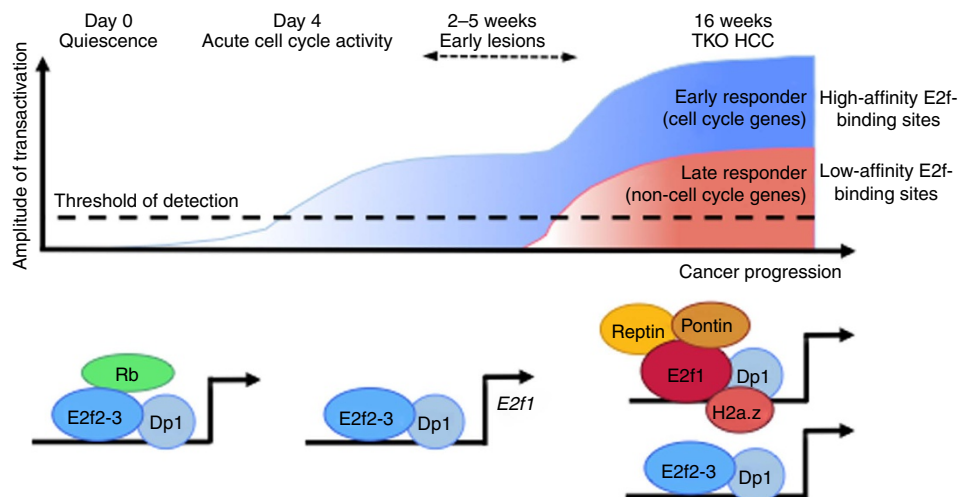 Day 0
Quiescence
Day 4
Acute cell cycle activity
2–5 weeks
Early lesions
16 weeks
TKO HCC
Amplitude of transactivation
Threshold of detection
Early responder
(cell cycle genes)
High-affinity E2f-
binding sites
Late responder
(non-cell cycle genes)
Low-affinity E2f-
binding sites
Cancer progression
Rb
E2f2-3
Dp1
E2f2-3
Dp1
E2f1
Reptin
Pontin
E2f1
Dp1
H2a.z
E2f2-3
Dp1